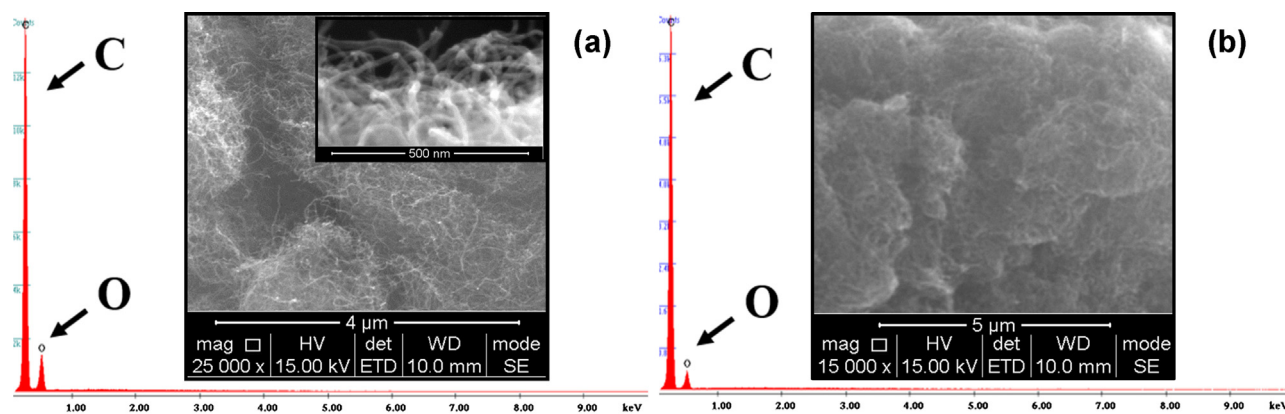 (a)
C
O
C
O
500 nm
4 µm
mag □ HV det WD mode
25 000 x 15.00 kV ETD 10.0 mm SE
1.00 2.00 3.00 4.00 5.00 6.00 7.00 8.00 9.00 keV
(b)
C
O
C
O
5 µm
mag □ HV det WD mode
15 000 x 15.00 kV ETD 10.0 mm SE
1.00 2.00 3.00 4.00 5.00 6.00 7.00 8.00 9.00 keV